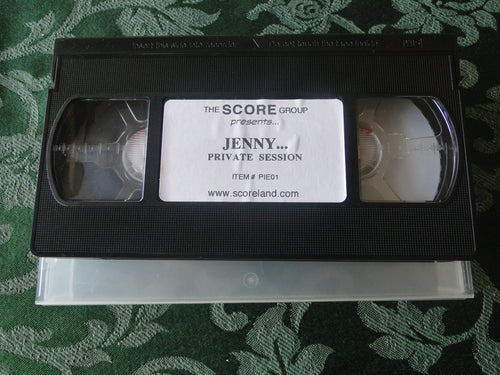 THE SCORE GROUP
presents...
JENNY...
PRIVATE SESSION
ITEM # PIE01
www.scoreland.com